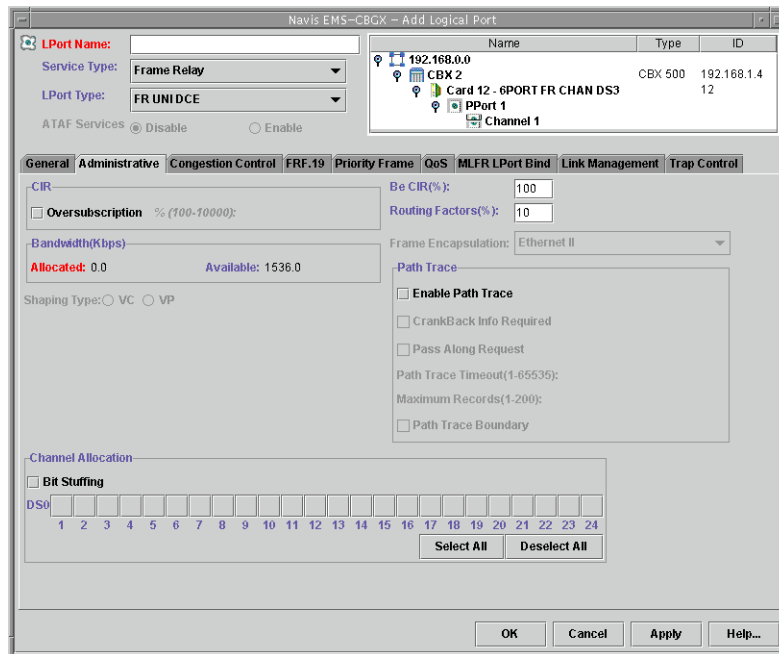 Navis EMS-CBGX - Add Logical Port
LPort Name:
Service Type: Frame Relay
LPort Type: FR UNI DCE
ATAF Services Disable Enable
Name Type ID
192.168.0.0
CBX 2 CBX 500 192.168.1.4
Card 12 - 6PORT FR CHAN DS3 12
PPort 1
Channel 1
General Administrative Congestion Control FRF.19 Priority Frame QoS MLFR LPort Bind Link Management Trap Control
CIR
Oversubscription % (100-10000):
Bandwidth(Kbps)
Allocated: 0.0 Available: 1536.0
Shaping Type: VC VP
Be CIR(%): 100
Routing Factors(%): 10
Frame Encapsulation: Ethernet II
Path Trace
Enable Path Trace
CrankBack Info Required
Pass Along Request
Path Trace Timeout(1-65535):
Maximum Records(1-200):
Path Trace Boundary
Channel Allocation
Bit Stuffing
DS0
1 2 3 4 5 6 7 8 9 10 11 12 13 14 15 16 17 18 19 20 21 22 23 24
Select All Deselect All
OK Cancel Apply Help...